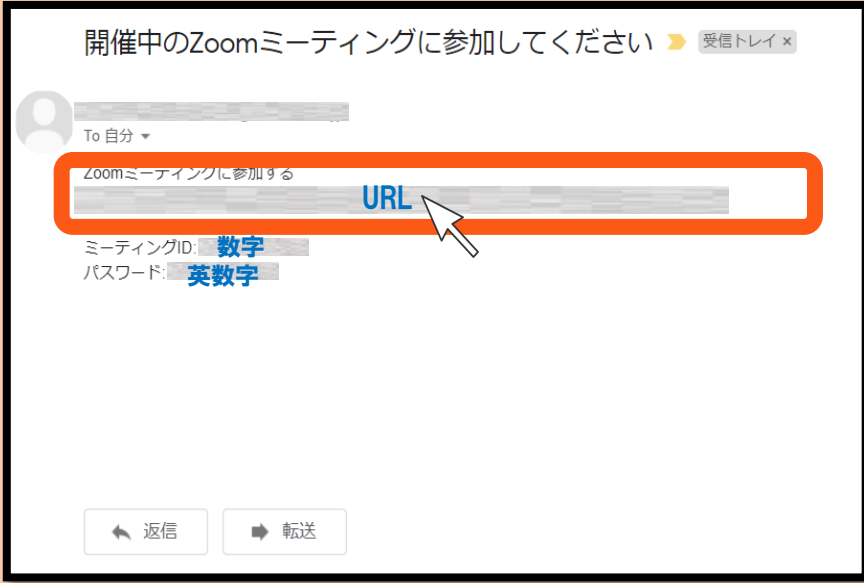 開催中のZoomミーティングに参加してください 受信トレイ ×
To 自分
Zoomミーティングに参加する
URL
ミーティングID: 数字
パスワード: 英数字
返信 転送